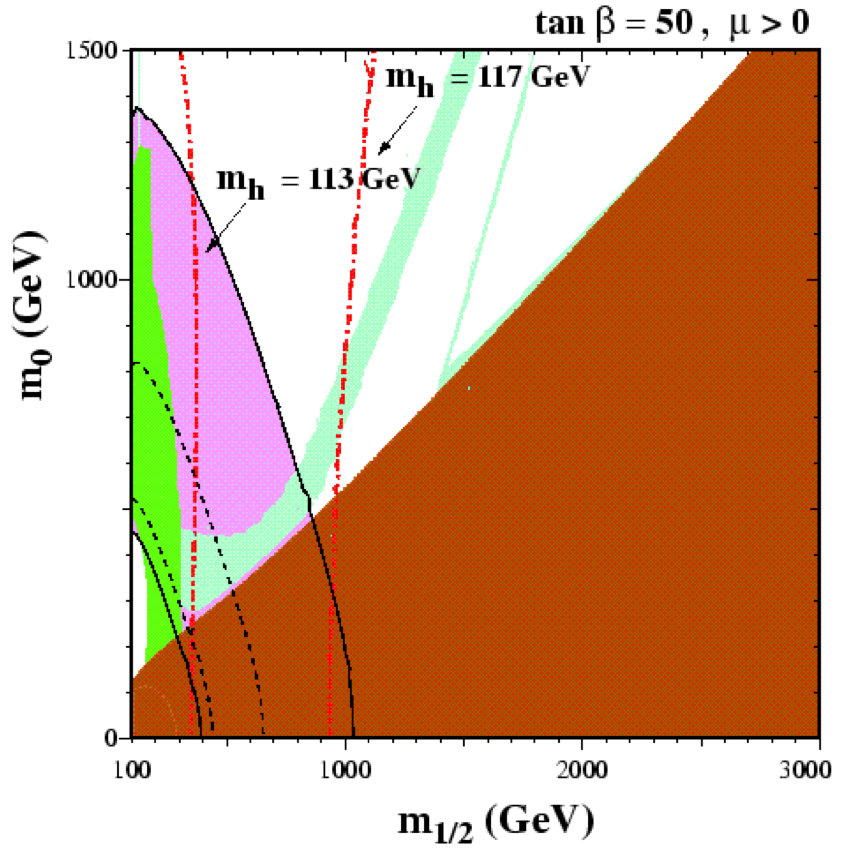 tan β = 50 , μ > 0
1500
m_h = 117 GeV
m_h = 113 GeV
1000
m_0 (GeV)
0
100 1000 2000 3000
m_1/2 (GeV)